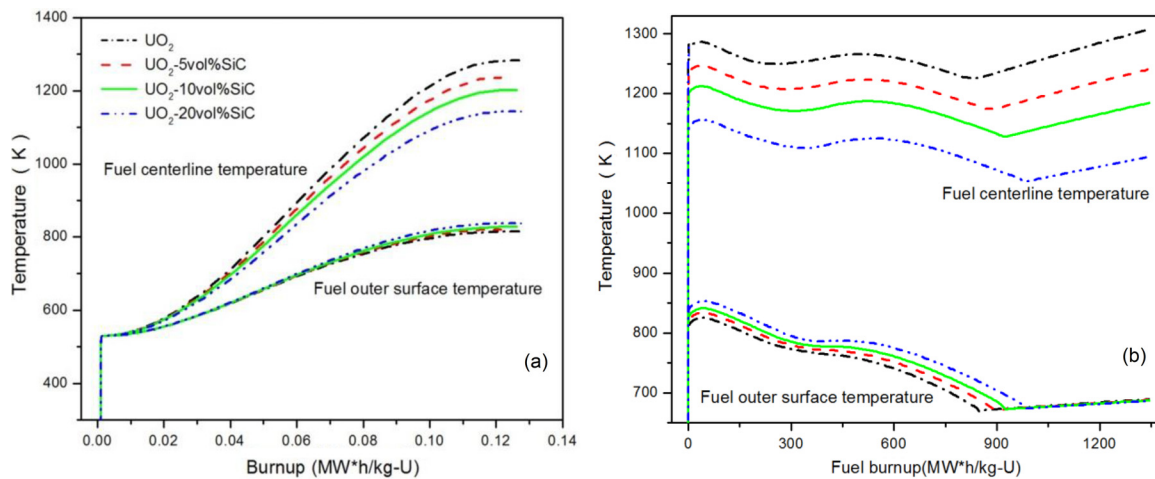 1400
1200
1000
800
600
400
Temperature ( K )
UO₂
UO₂-5vol%SiC
UO₂-10vol%SiC
UO₂-20vol%SiC
Fuel centerline temperature
Fuel outer surface temperature
(a)
0.00 0.02 0.04 0.06 0.08 0.10 0.12 0.14
Burnup (MW*h/kg-U)
1300
1200
1100
1000
900
800
700
Temperature ( K )
Fuel centerline temperature
(b)
Fuel outer surface temperature
0 300 600 900 1200
Fuel burnup(MW*h/kg-U)